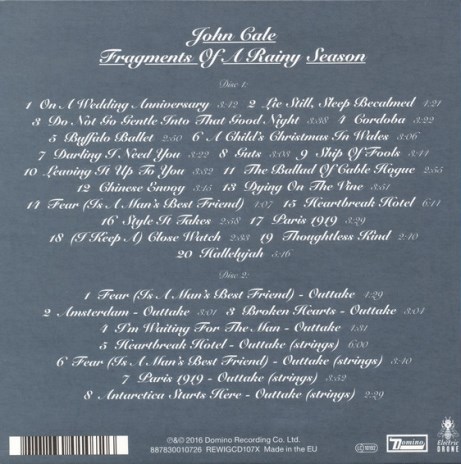 John Cale
Fragments Of A Rainy Season
Disc 1:
1 On A Wedding Anniversary 3:42 2 Lie Still, Sleep Becalmed 4:21
3 Do Not Go Gentle Into That Good Night 3:38 4 Cordoba 3:22
5 Buffalo Ballet 2:50 6 A Child's Christmas In Wales 3:06
7 Darling I Need You 3:22 8 Guts 3:03 9 Ship Of Fools 3:44
10 Leaving It Up To You 3:32 11 The Ballad Of Cable Hogue 2:55
12 Chinese Envoy 3:15 13 Dying On The Vine 3:51
14 Fear (Is A Man's Best Friend) 1:07 15 Heartbreak Hotel 6:11
16 Style It Takes 2:58 17 Paris 1919 3:29
18 (I Keep A) Close Watch 2:33 19 Thoughtless Kind 2:40
20 Hallelujah 5:16
Disc 2:
1 Fear (Is A Man's Best Friend) - Outtake 4:29
2 Amsterdam - Outtake 3:01 3 Broken Hearts - Outtake 3:04
4 I'm Waiting For The Man - Outtake 1:31
5 Heartbreak Hotel - Outtake (strings) 6:00
6 Fear (Is A Man's Best Friend) - Outtake (strings) 4:40
7 Paris 1919 - Outtake (strings) 3:52
8 Antarctica Starts Here - Outtake (strings) 2:29
℗&© 2016 Domino Recording Co. Ltd.
887830010726 REWIGCD107X Made in the EU
Domino
Electric
DRONE